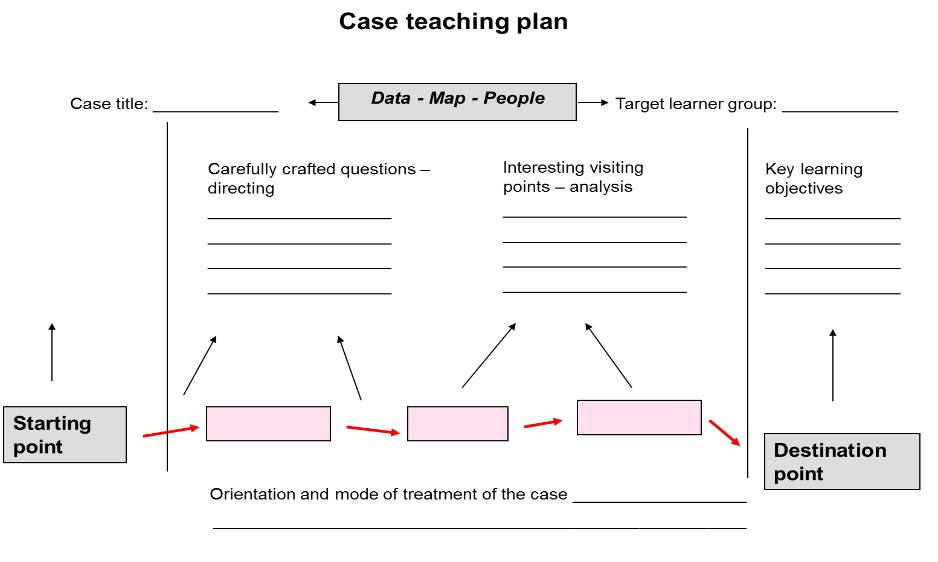 Case teaching plan
Case title: ______________
Data - Map - People
Target learner group: _____________
Carefully crafted questions –
directing
Interesting visiting
points – analysis
Key learning
objectives
Starting
point
Destination
point
Orientation and mode of treatment of the case ____________________